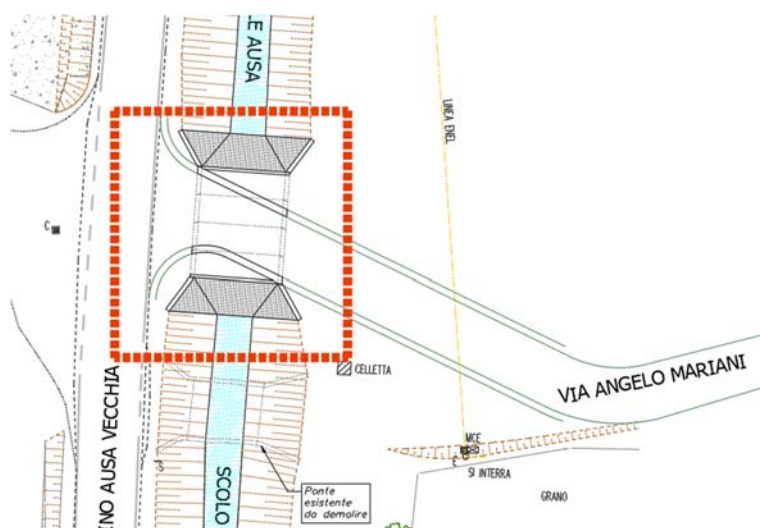 LE AUSA
LINEA ENEL
C
CELLETTA
VIA ANGELO MARIANI
NO AUSA VECCHIA
SCOLO
S
Ponte
esistente
da demolire
MCE
SI INTERRA
GRANO